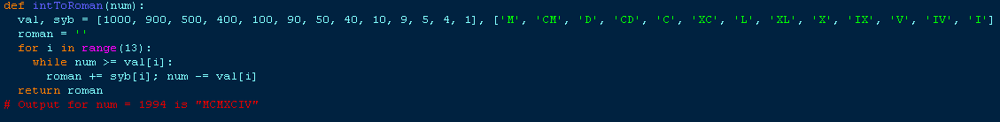 def intToRoman(num):
  val, syb = [1000, 900, 500, 400, 100, 90, 50, 40, 10, 9, 5, 4, 1], ['M', 'CM', 'D', 'CD', 'C', 'XC', 'L', 'XL', 'X', 'IX', 'V', 'IV', 'I']
  roman = ''
  for i in range(13):
    while num >= val[i]:
      roman += syb[i]; num -= val[i]
  return roman
# Output for num = 1994 is "MCMXCIV"